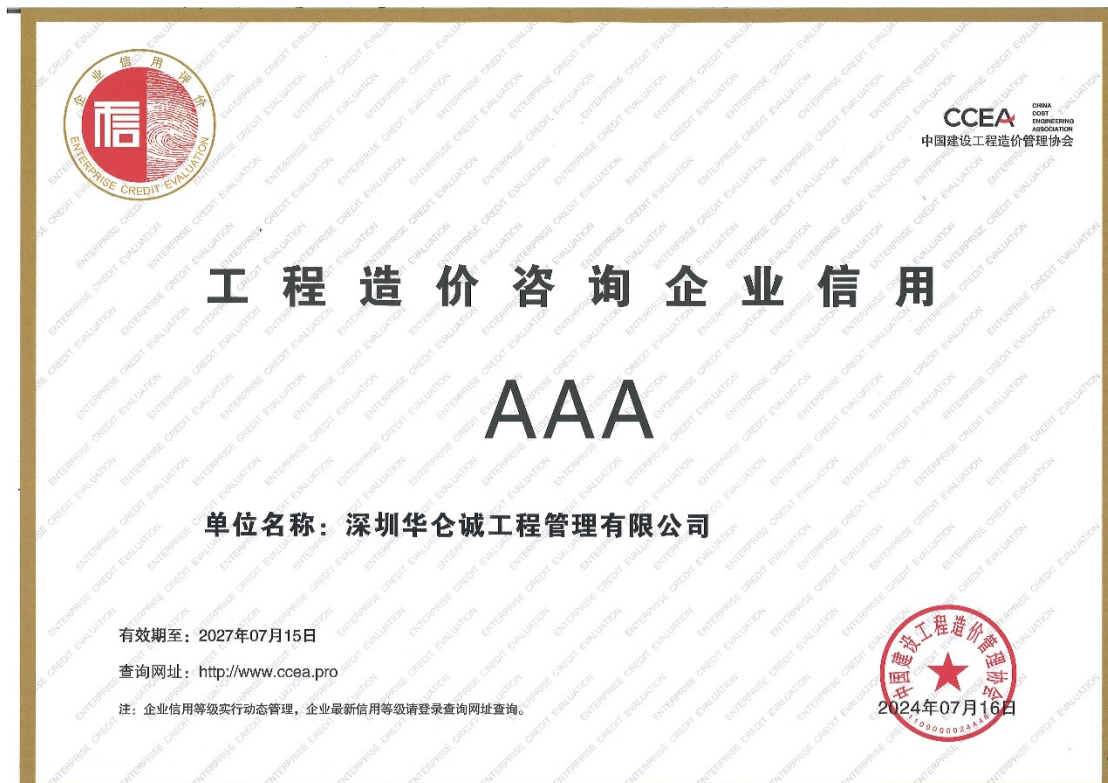 企业信用评价
信
ENTERPRISE CREDIT EVALUATION
CCEA
CHINA
COST
ENGINEERING
ASSOCIATION
中国建设工程造价管理协会
工程造价咨询企业信用
AAA
单位名称：深圳华仑诚工程管理有限公司
有效期至：2027年07月15日
查询网址：http://www.ccea.pro
注：企业信用等级实行动态管理，企业最新信用等级请登录查询网址查询。
中国建设工程造价管理协会
2024年07月16日